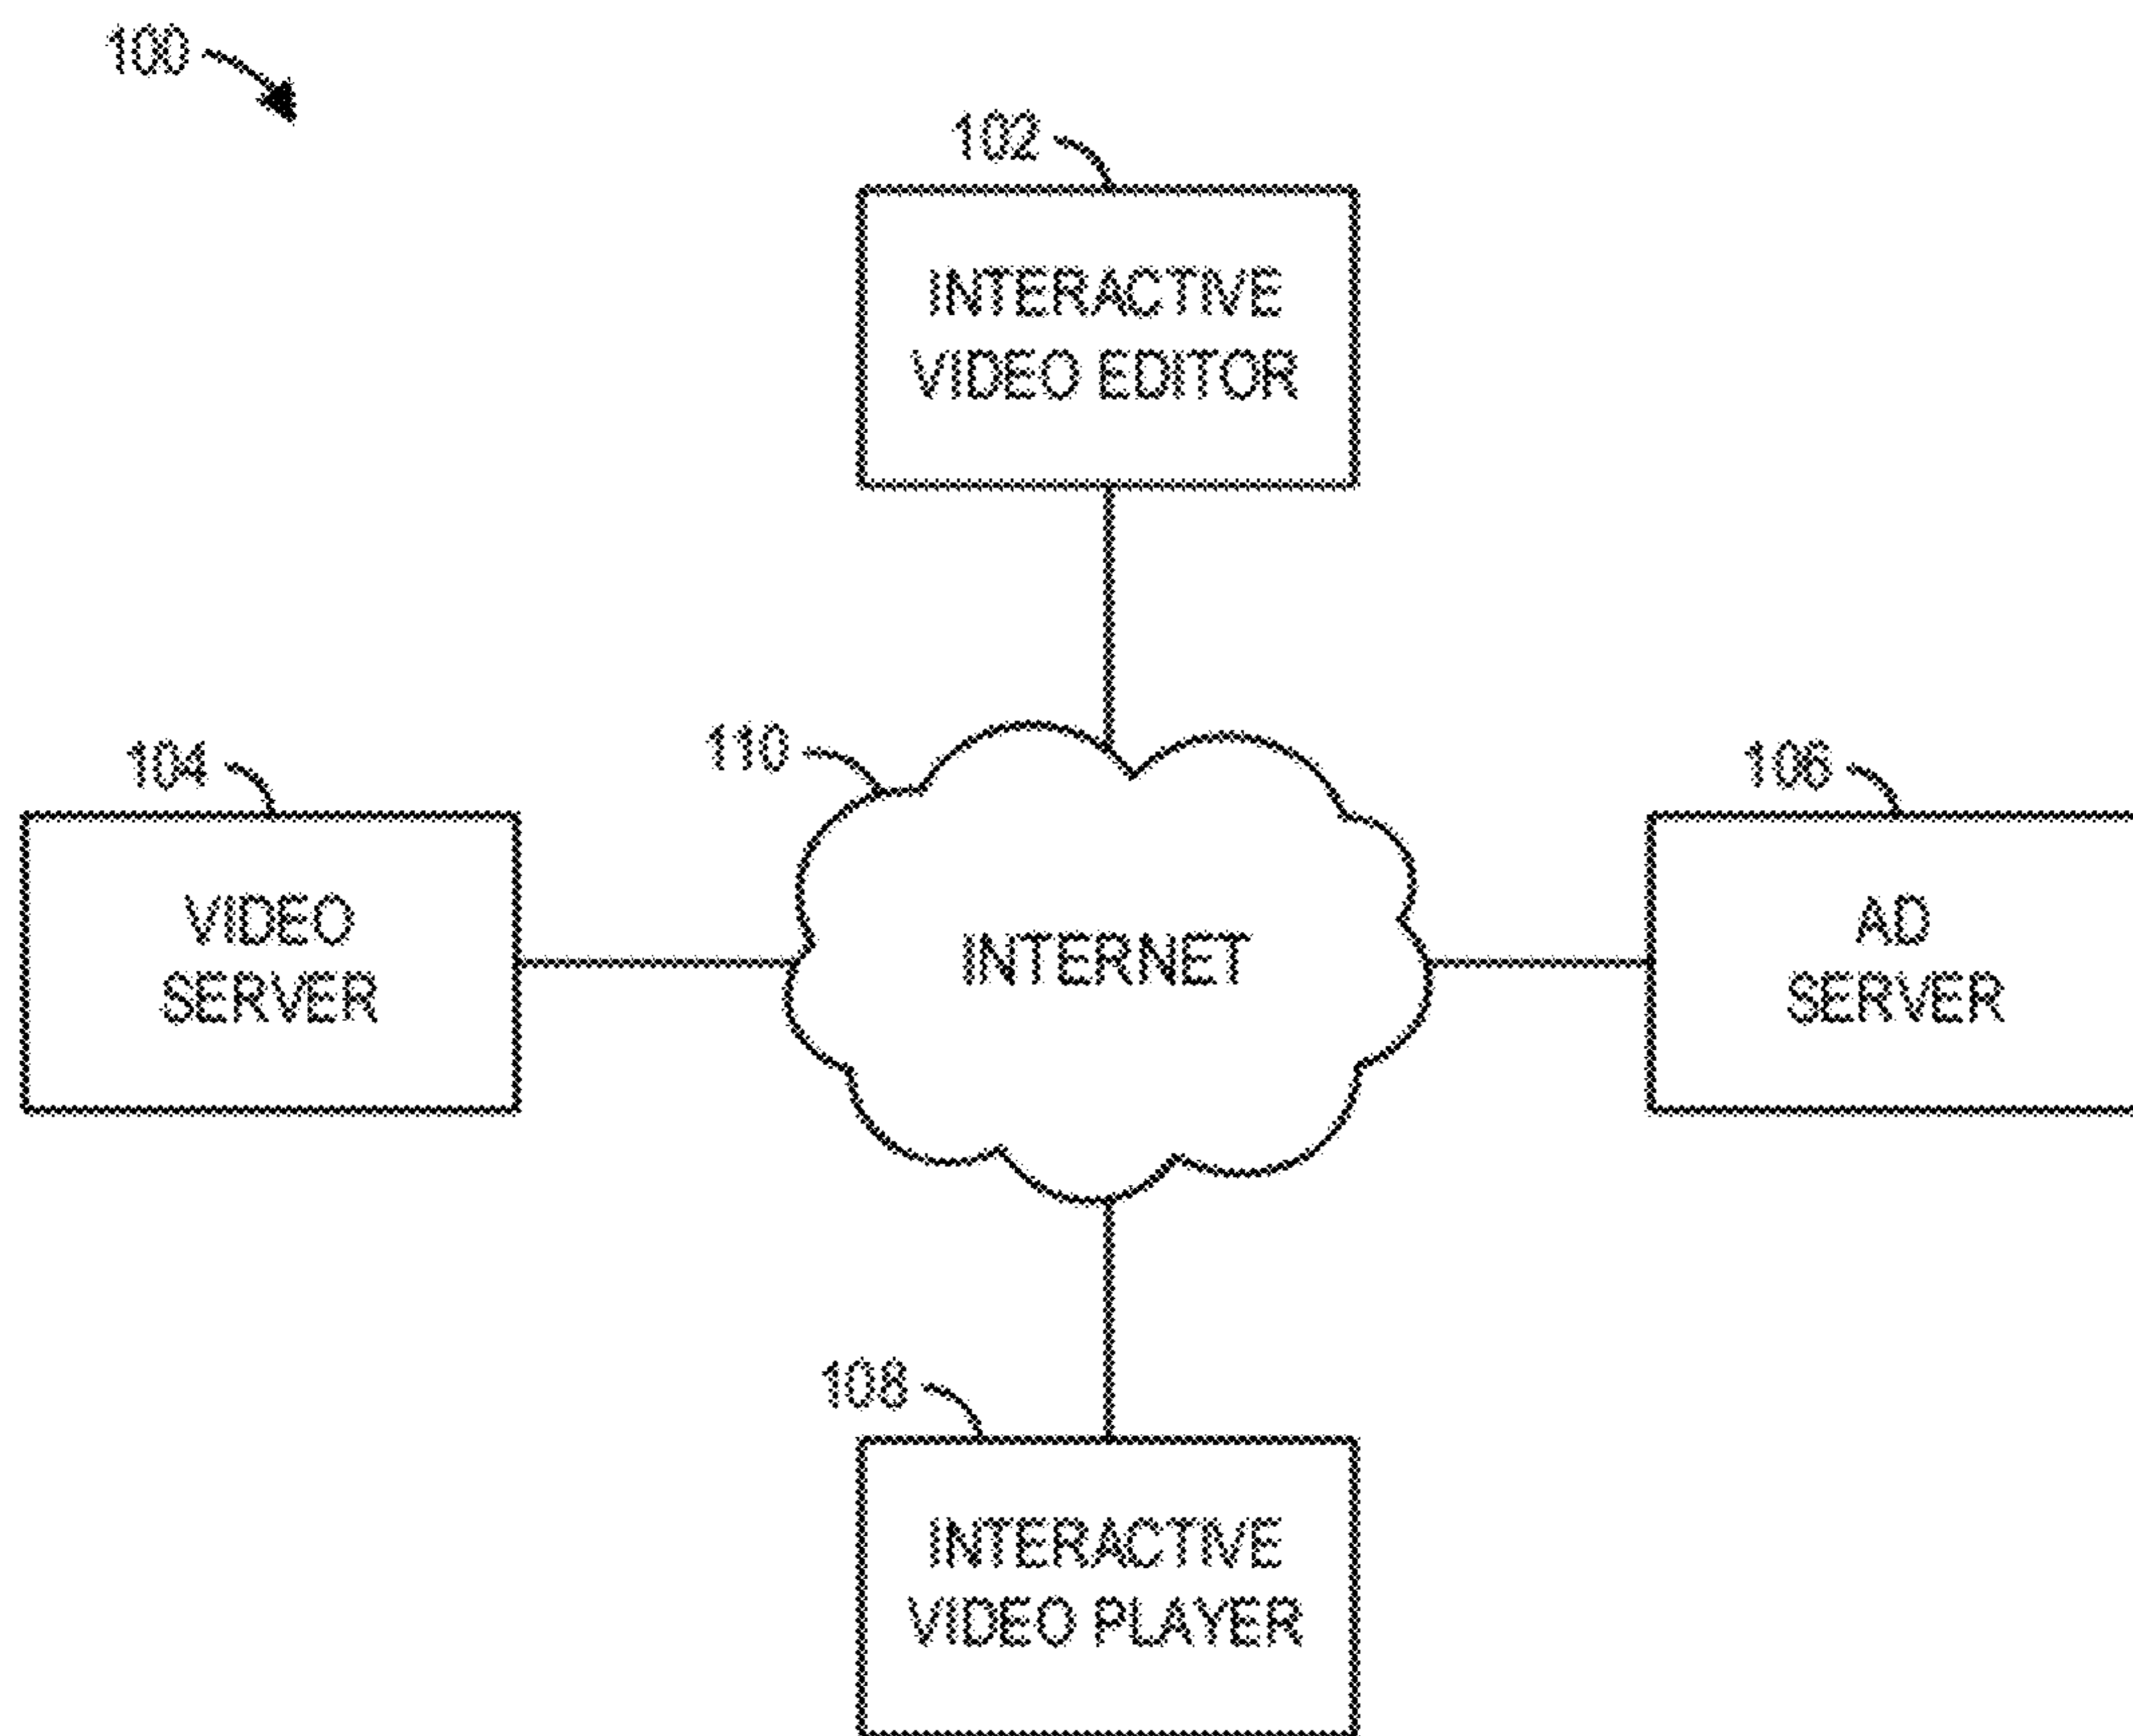 100
102
INTERACTIVE
VIDEO EDITOR
110
104
106
VIDEO
SERVER
INTERNET
AD
SERVER
108
INTERACTIVE
VIDEO PLAYER